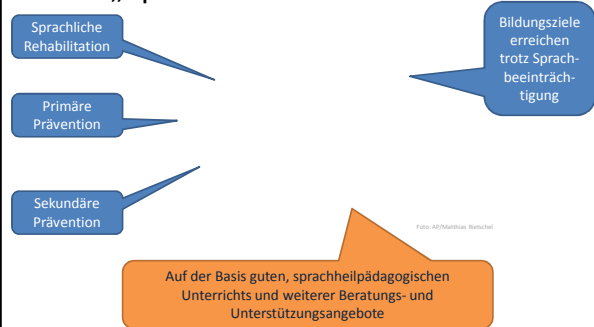 Sprachliche
Rehabilitation
Bildungsziele
erreichen
trotz Sprach-
beeinträch-
tigung
Primäre
Prävention
Sekundäre
Prävention
Foto: AP/Matthias Rietschel
Auf der Basis guten, sprachheilpädagogischen
Unterrichts und weiterer Beratungs- und
Unterstützungsangebote